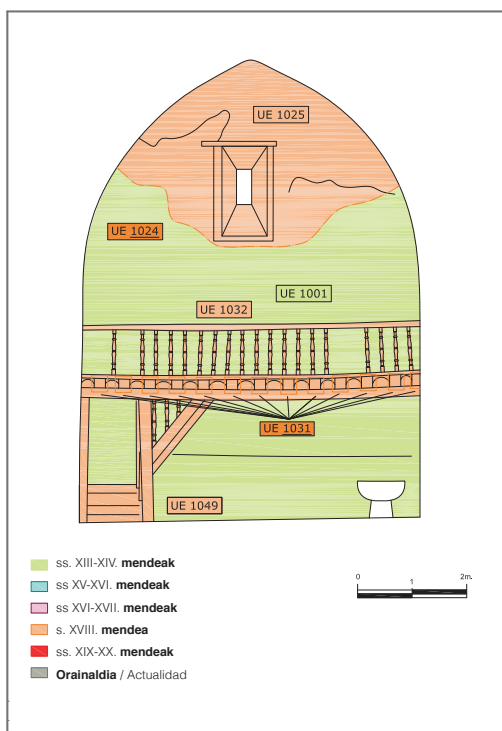 UE 1025
UE 1024
UE 1001
UE 1032
UE 1031
UE 1049
ss. XIII-XIV. mendeak
ss XV-XVI. mendeak
ss XVI-XVII. mendeak
s. XVIII. mendea
ss. XIX-XX. mendeak
Orainaldia / Actualidad
0 1 2m.